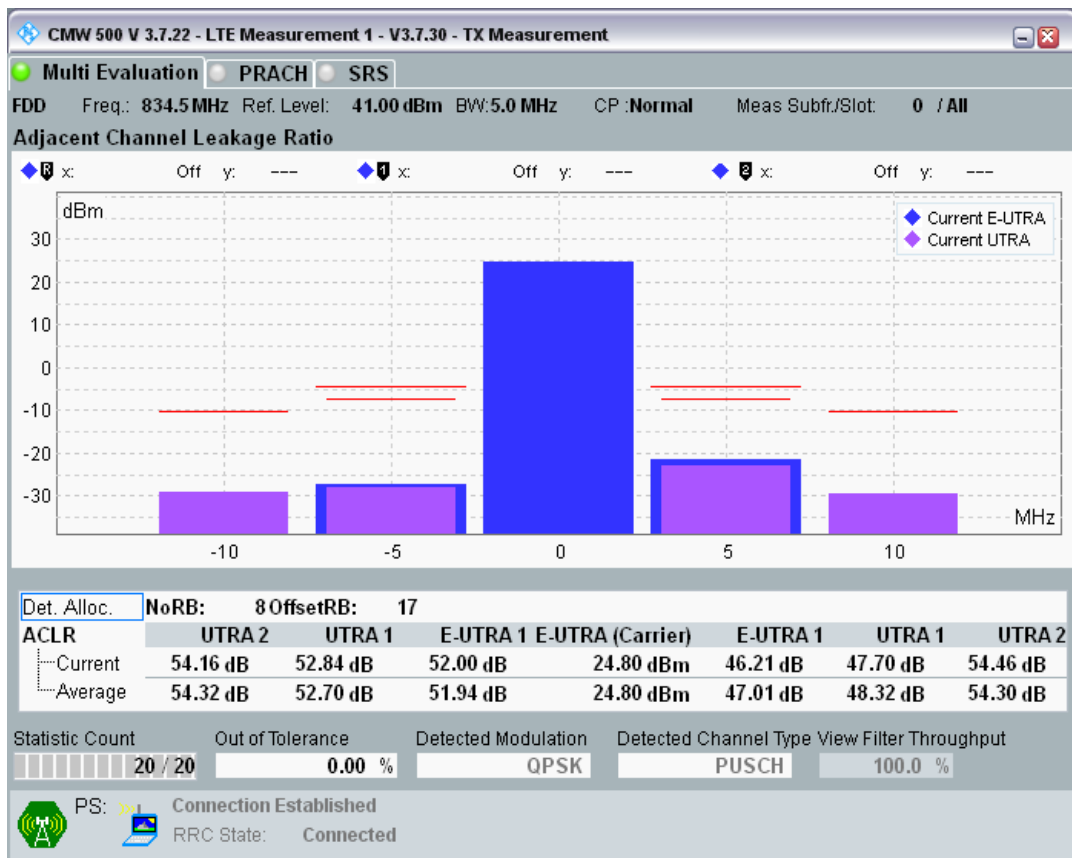 CMW 500 V 3.7.22 - LTE Measurement 1 - V3.7.30 - TX Measurement
Multi Evaluation PRACH SRS
FDD Freq.: 834.5 MHz Ref. Level: 41.00 dBm BW:5.0 MHz CP :Normal Meas Subfr./Slot: 0 / All
Adjacent Channel Leakage Ratio
R x: Off y: --- 1 x: Off y: --- 2 x: Off y: ---
dBm
Current E-UTRA
Current UTRA
30
20
10
0
-10
-20
-30
MHz
-10 -5 0 5 10
Det. Alloc. NoRB: 8 OffsetRB: 17
ACLR UTRA 2 UTRA 1 E-UTRA 1 E-UTRA (Carrier) E-UTRA 1 UTRA 1 UTRA 2
Current 54.16 dB 52.84 dB 52.00 dB 24.80 dBm 46.21 dB 47.70 dB 54.46 dB
Average 54.32 dB 52.70 dB 51.94 dB 24.80 dBm 47.01 dB 48.32 dB 54.30 dB
Statistic Count Out of Tolerance Detected Modulation Detected Channel Type View Filter Throughput
20 / 20 0.00 % QPSK PUSCH 100.0 %
PS: Connection Established
RRC State: Connected